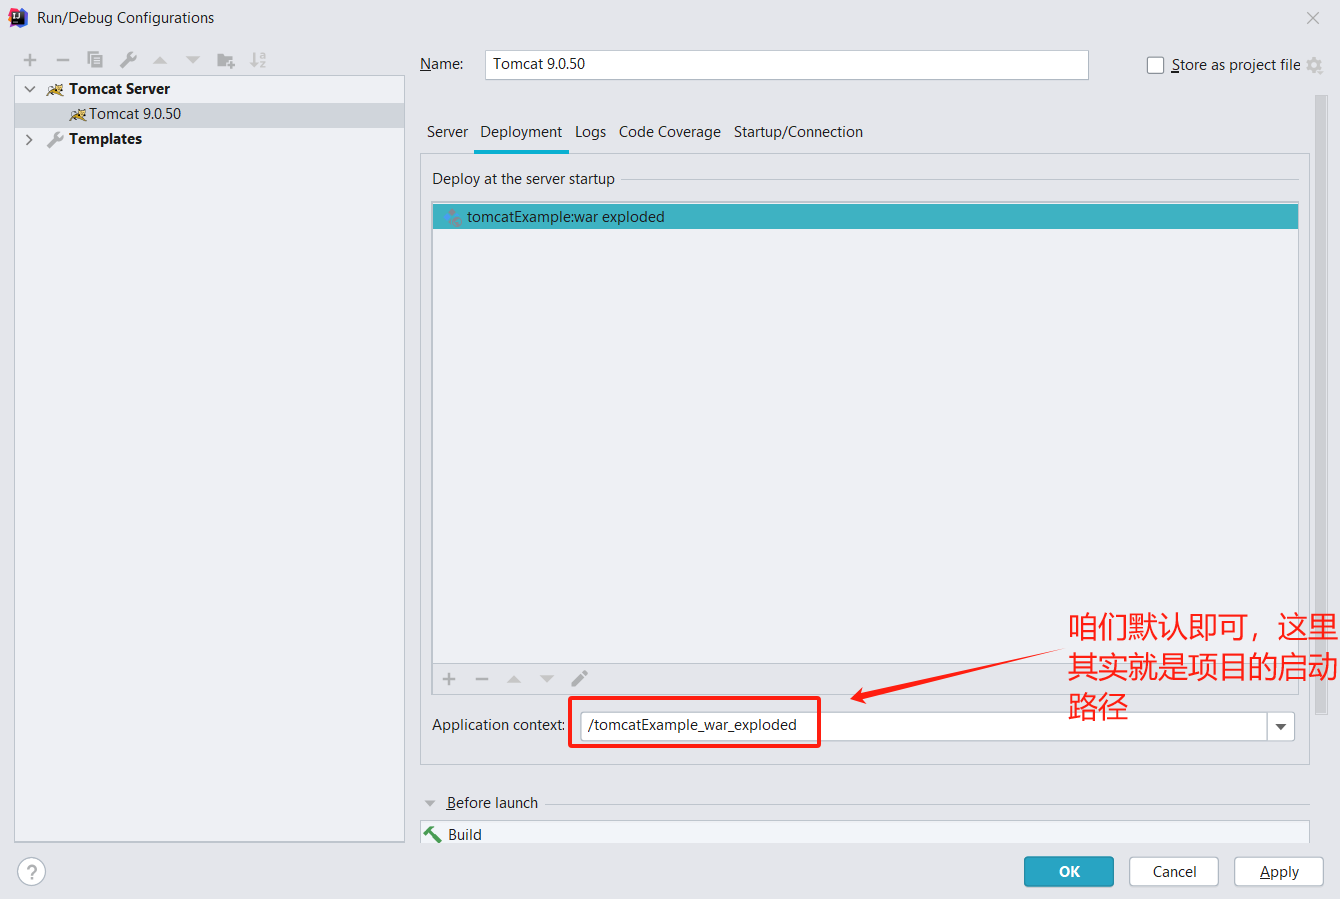 Run/Debug Configurations
Name:
Tomcat 9.0.50
Store as project file
Tomcat Server
Tomcat 9.0.50
Templates
Server Deployment Logs Code Coverage Startup/Connection
Deploy at the server startup
tomcatExample:war exploded
咱们默认即可，这里
其实就是项目的启动
路径
Application context:
/tomcatExample_war_exploded
Before launch
Build
?
OK
Cancel
Apply